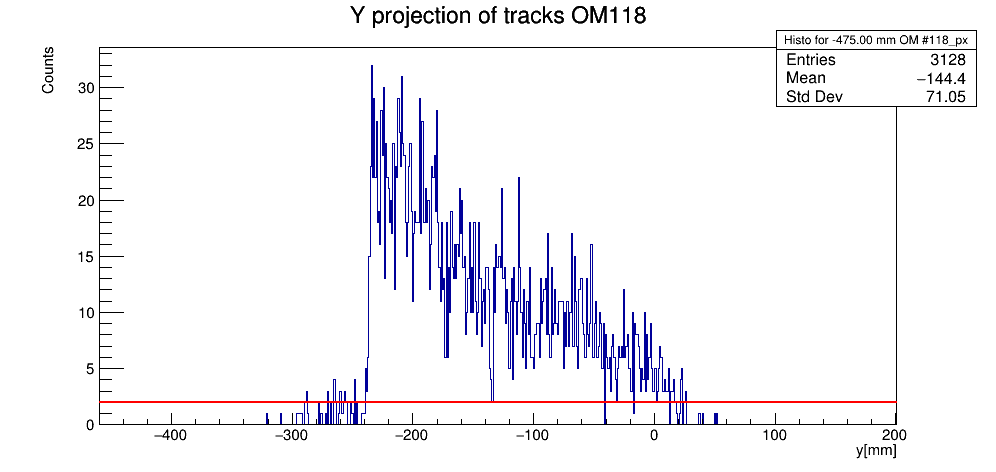 Y projection of tracks OM118
Histo for -475.00 mm OM #118_px
Entries 3128
Mean −144.4
Std Dev 71.05
Counts
30
25
20
15
10
5
0
−400 −300 −200 −100 0 100 200
y[mm]